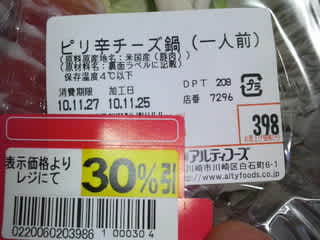 ピリ辛チーズ鍋（一人前）
（原料原産地名：米国産（豚肉））
（原材料名：裏面ラベルに記載）
保存温度4℃以下
消費期限 加工日 DPT 208
10.11.27 10.11.25 店番 7296
プラ
398
アルティフーズ
川崎市川崎区白石町6-1
http://www.altyfoods.co.jp
表示価格より
レジにて
30%引
0220060203986 1 00030 4